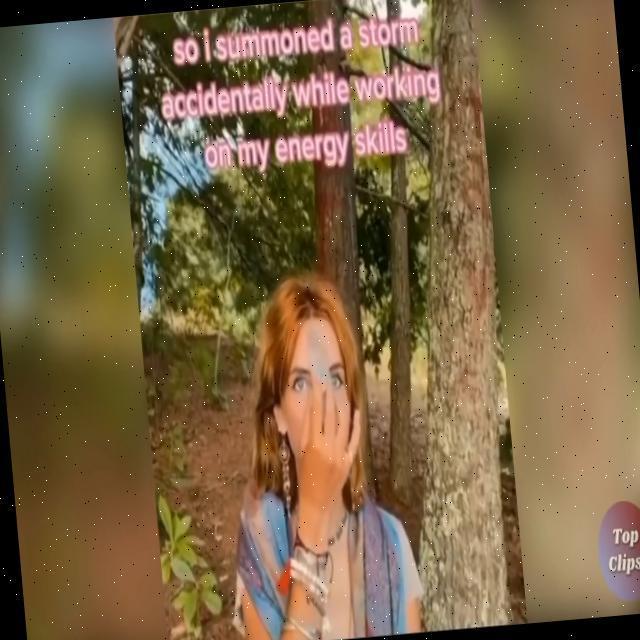 so i summoned a storm
accidentally while working
on my energy skills
Top
Clips